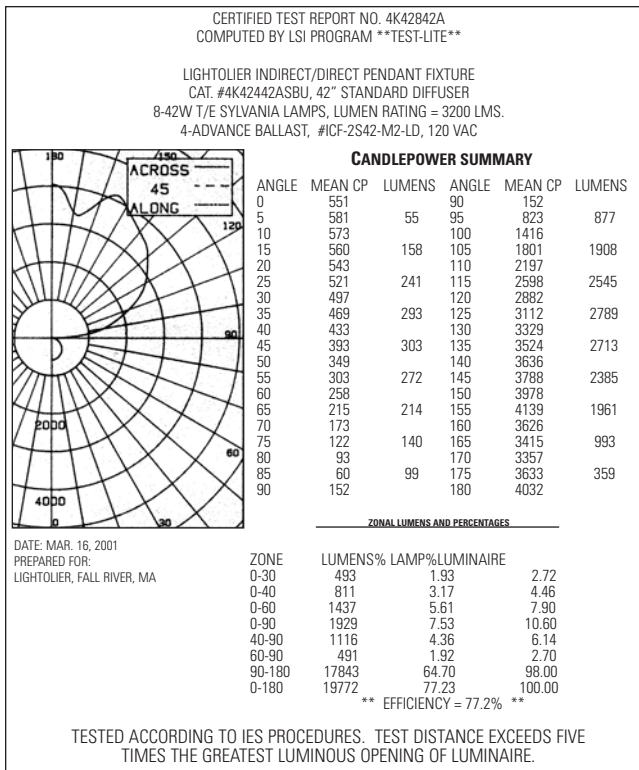 CERTIFIED TEST REPORT NO. 4K42842A
COMPUTED BY LSI PROGRAM **TEST-LITE**
LIGHTOLIER INDIRECT/DIRECT PENDANT FIXTURE
CAT. #4K42442ASBU, 42” STANDARD DIFFUSER
8-42W T/E SYLVANIA LAMPS, LUMEN RATING = 3200 LMS.
4-ADVANCE BALLAST, #ICF-2S42-M2-LD, 120 VAC
180 150
ACROSS
45
ALONG
120
90
2000
60
4000
0 30
CANDLEPOWER SUMMARY
ANGLE MEAN CP LUMENS ANGLE MEAN CP LUMENS
0 551 90 152
5 581 55 95 823 877
10 573 100 1416
15 560 158 105 1801 1908
20 543 110 2197
25 521 241 115 2598 2545
30 497 120 2882
35 469 293 125 3112 2789
40 433 130 3329
45 393 303 135 3524 2713
50 349 140 3636
55 303 272 145 3788 2385
60 258 150 3978
65 215 214 155 4139 1961
70 173 160 3626
75 122 140 165 3415 993
80 93 170 3357
85 60 99 175 3633 359
90 152 180 4032
DATE: MAR. 16, 2001
PREPARED FOR:
LIGHTOLIER, FALL RIVER, MA
ZONAL LUMENS AND PERCENTAGES
ZONE LUMENS% LAMP%LUMINAIRE
0-30 493 1.93 2.72
0-40 811 3.17 4.46
0-60 1437 5.61 7.90
0-90 1929 7.53 10.60
40-90 1116 4.36 6.14
60-90 491 1.92 2.70
90-180 17843 64.70 98.00
0-180 19772 77.23 100.00
** EFFICIENCY = 77.2% **
TESTED ACCORDING TO IES PROCEDURES. TEST DISTANCE EXCEEDS FIVE
TIMES THE GREATEST LUMINOUS OPENING OF LUMINAIRE.